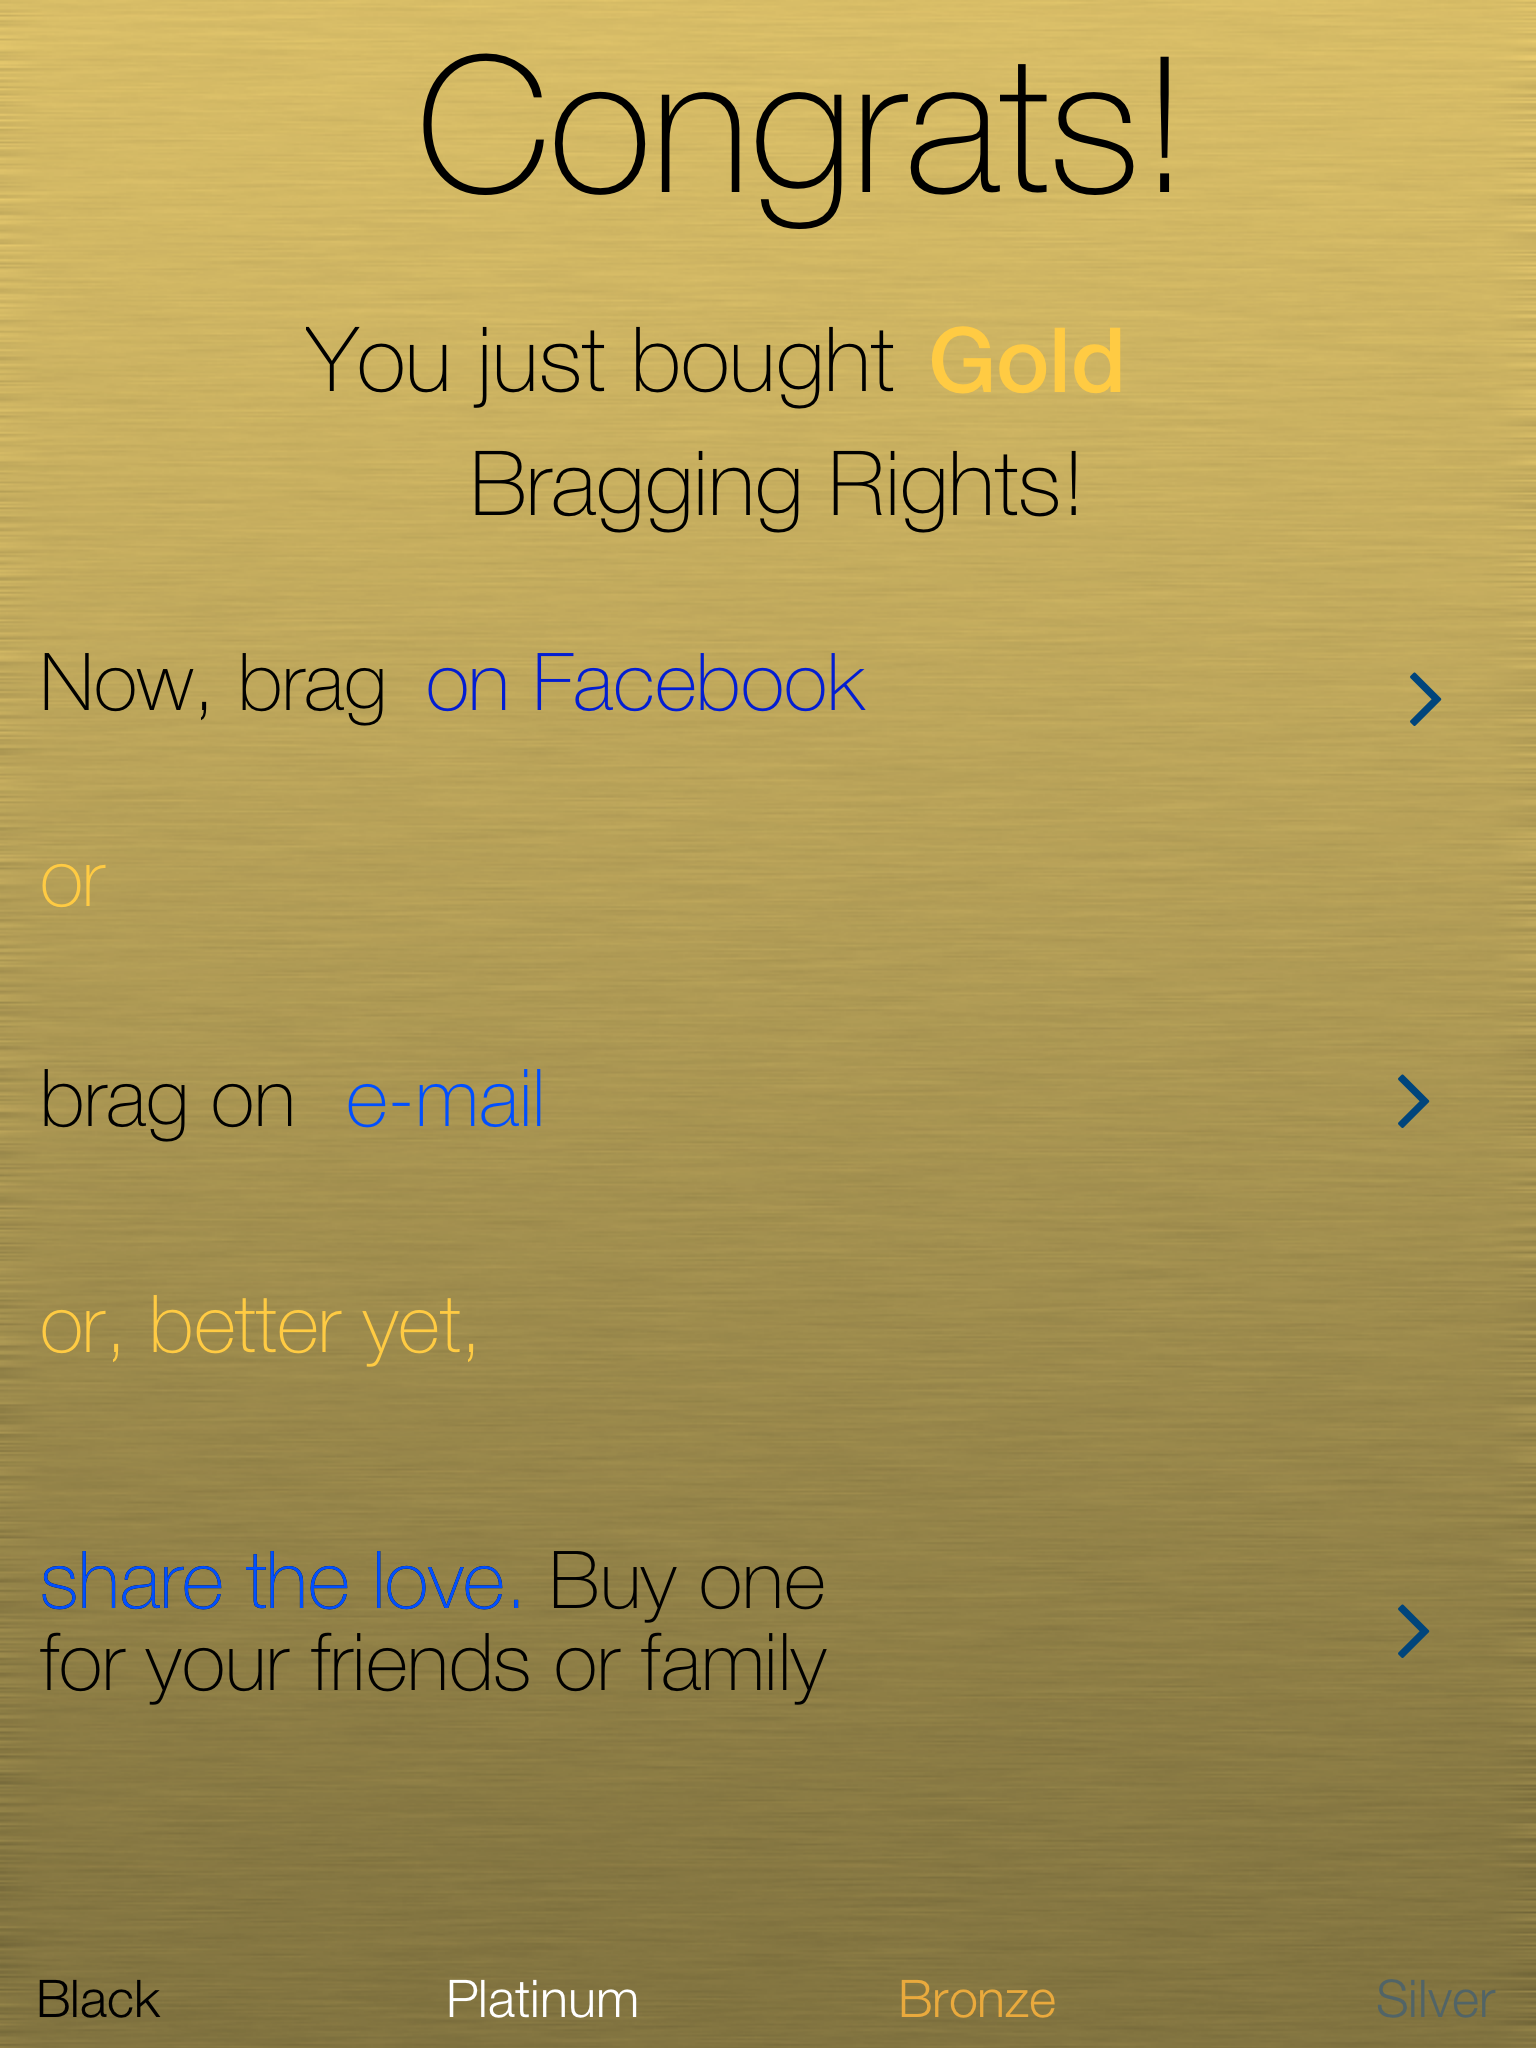 Congrats!
You just bought Gold
Bragging Rights!
Now, brag on Facebook
or
brag on e-mail
or, better yet,
share the love. Buy one
for your friends or family
Black Platinum Bronze Silver